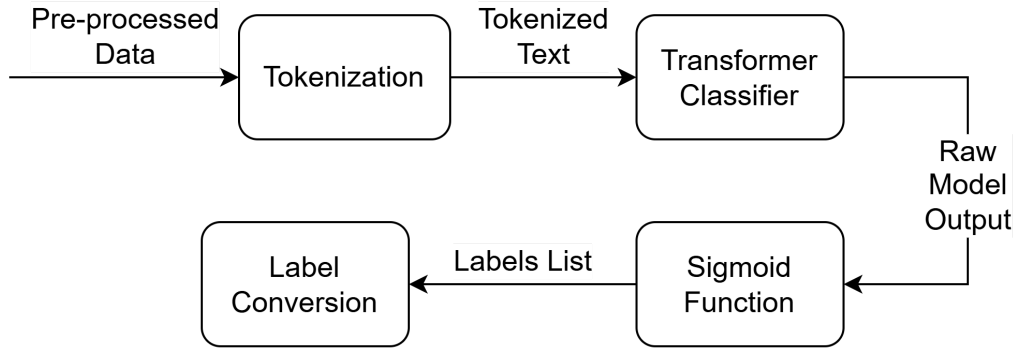 Pre-processed
Data
Tokenization
Tokenized
Text
Transformer
Classifier
Raw
Model
Output
Sigmoid
Function
Labels List
Label
Conversion